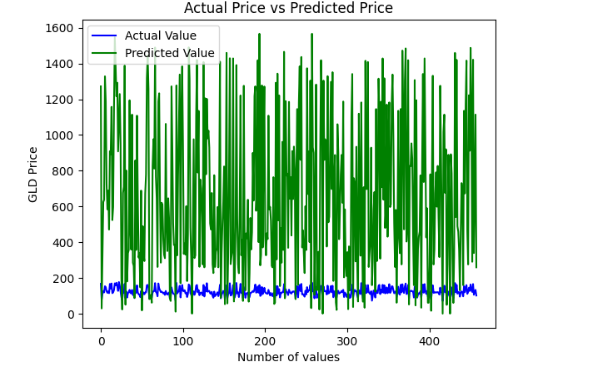 Actual Price vs Predicted Price
Actual Value
Predicted Value
GLD Price
1600
1400
1200
1000
800
600
400
200
0
0 100 200 300 400
Number of values